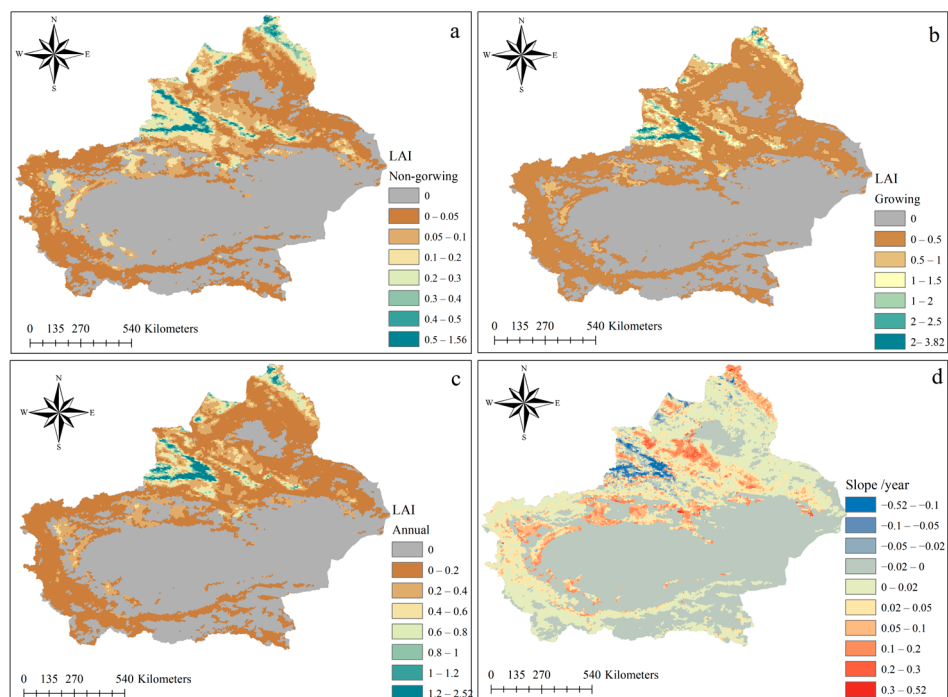 a
N
W
E
S
LAI
Non-gorwing
0
0 – 0.05
0.05 – 0.1
0.1 – 0.2
0.2 – 0.3
0.3 – 0.4
0.4 – 0.5
0.5 - 1.56
0 135 270 540 Kilometers
b
N
W
E
S
LAI
Growing
0
0 – 0.5
0.5 – 1
1 – 1.5
1 – 2
2 – 2.5
2– 3.82
0 135 270 540 Kilometers
c
N
W
E
S
LAI
Annual
0
0 – 0.2
0.2 – 0.4
0.4 – 0.6
0.6 – 0.8
0.8 – 1
1 – 1.2
1.2 – 2.52
0 135 270 540 Kilometers
d
N
W
E
S
Slope /year
−0.52 – −0.1
−0.1 – −0.05
−0.05 – −0.02
−0.02 – 0
0 – 0.02
0.02 – 0.05
0.05 – 0.1
0.1 – 0.2
0.2 – 0.3
0.3 – 0.52
0 135 270 540 Kilometers